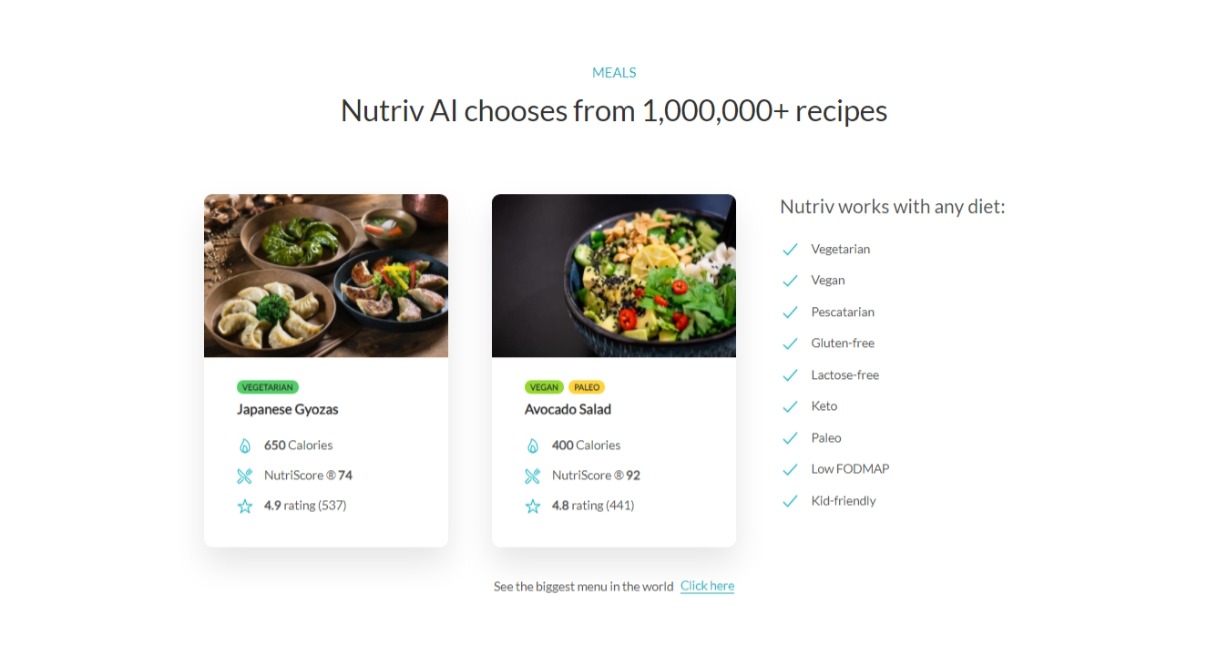 MEALS
Nutriv AI chooses from 1,000,000+ recipes
VEGETARIAN
Japanese Gyozas
650 Calories
NutriScore ® 74
4.9 rating (537)
VEGAN PALEO
Avocado Salad
400 Calories
NutriScore ® 92
4.8 rating (441)
Nutriv works with any diet:
Vegetarian
Vegan
Pescatarian
Gluten-free
Lactose-free
Keto
Paleo
Low FODMAP
Kid-friendly
See the biggest menu in the world Click here